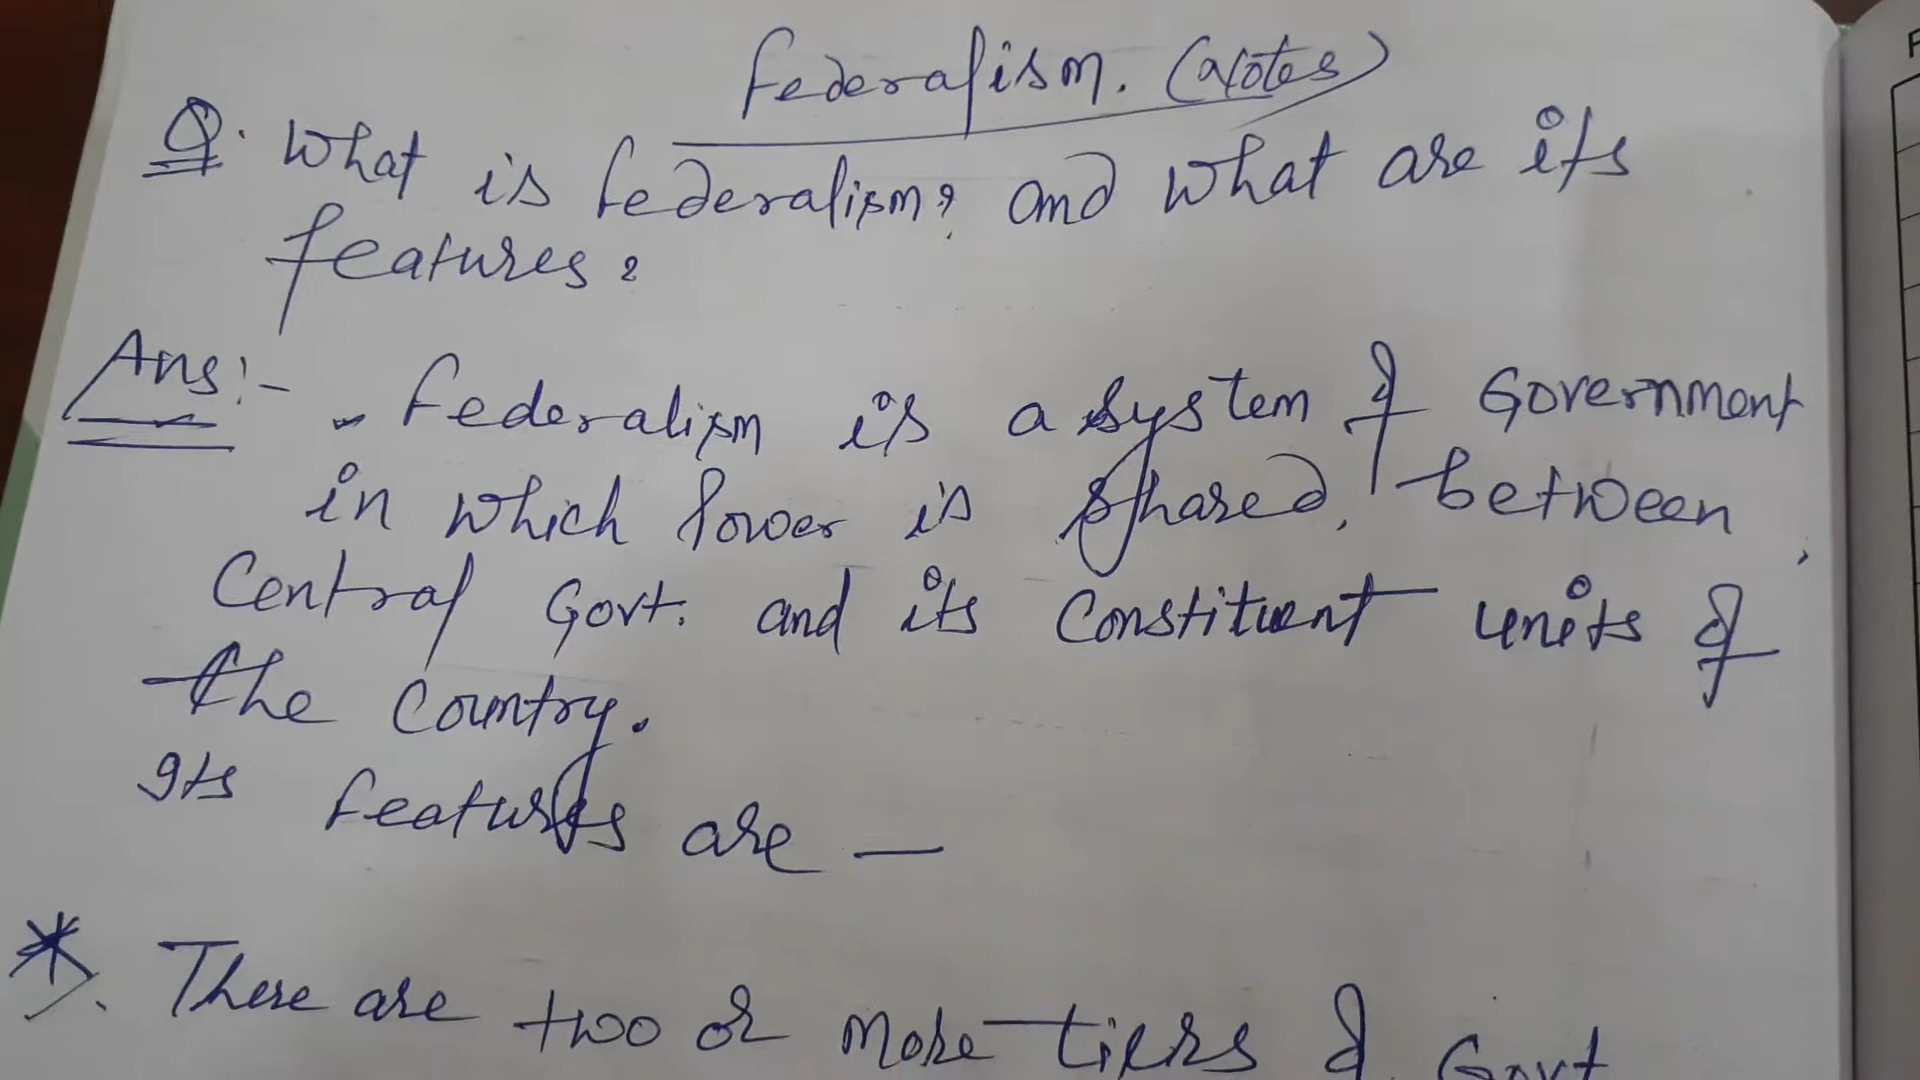 Federalism. (Notes)
Q. What is federalism? and what are its
features?
Ans:- Federalism is a system of Government
in which Power is shared, between
Central Govt. and its Constituent units of
the Country.
Its features are —
* There are two or more tiers of Govt